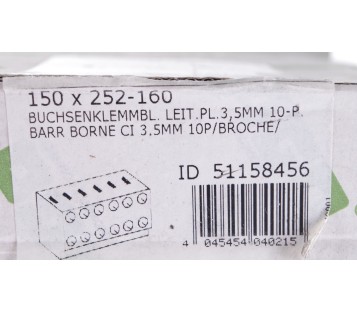 150 x 252-160
BUCHSENKLEMMBL. LEIT.PL.3,5MM 10-P.
BARR BORNE CI 3,5MM 10P/BROCHE/
ID 51158456
4 045454 040215